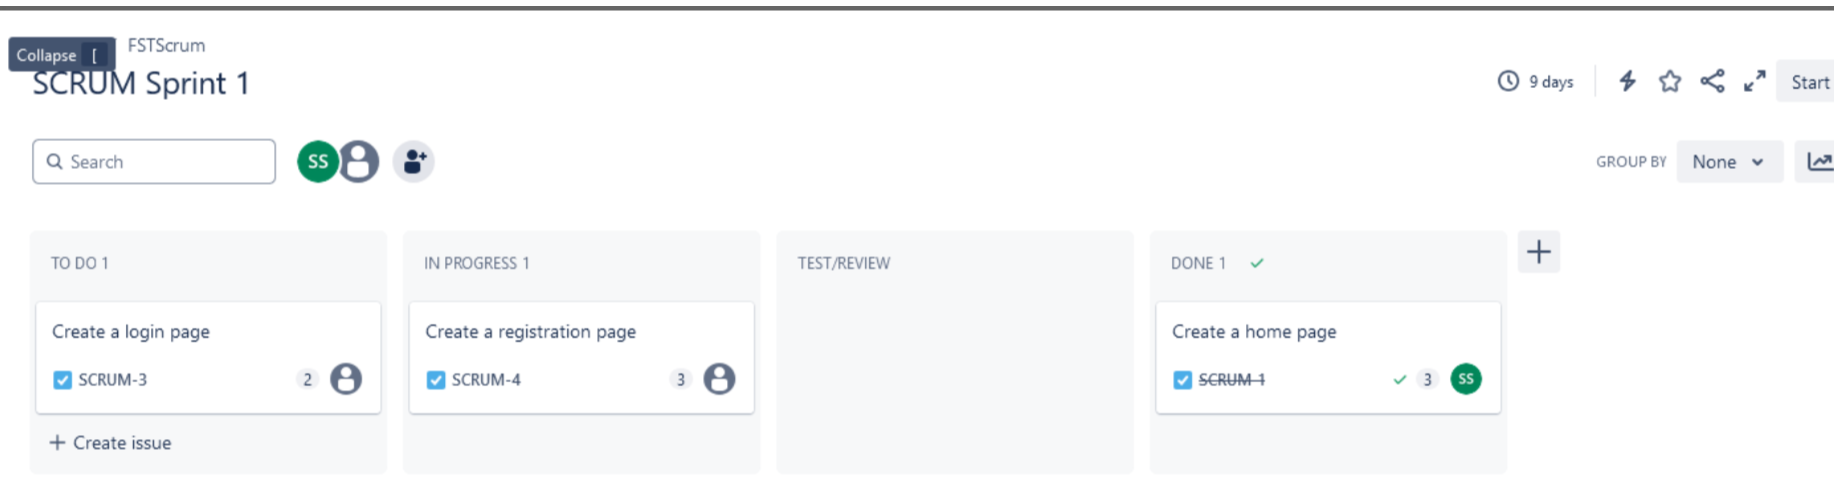 Collapse [
FSTScrum
SCRUM Sprint 1
9 days
Start
Search
SS
GROUP BY
None
TO DO 1
Create a login page
SCRUM-3
2
Create issue
IN PROGRESS 1
Create a registration page
SCRUM-4
3
TEST/REVIEW
DONE 1
Create a home page
SCRUM-1
3
SS